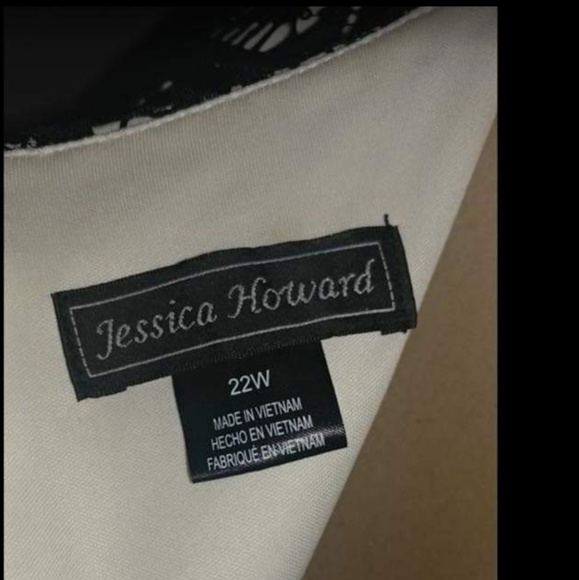 Jessica Howard
22W
MADE IN VIETNAM
HECHO EN VIETNAM
FABRIQUÉ EN VIETNAM